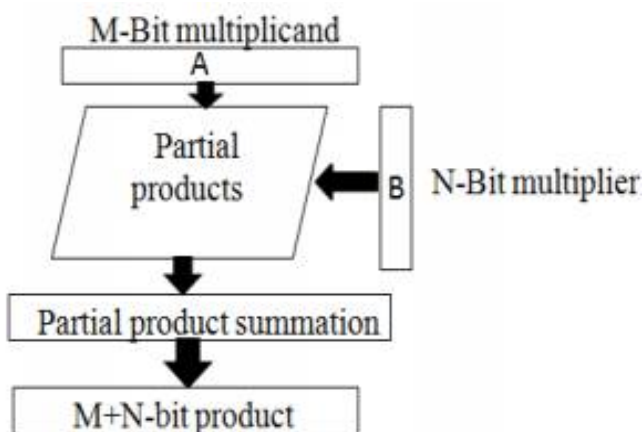 M-Bit multiplicand
A
Partial
products
B
N-Bit multiplier
Partial product summation
M+N-bit product